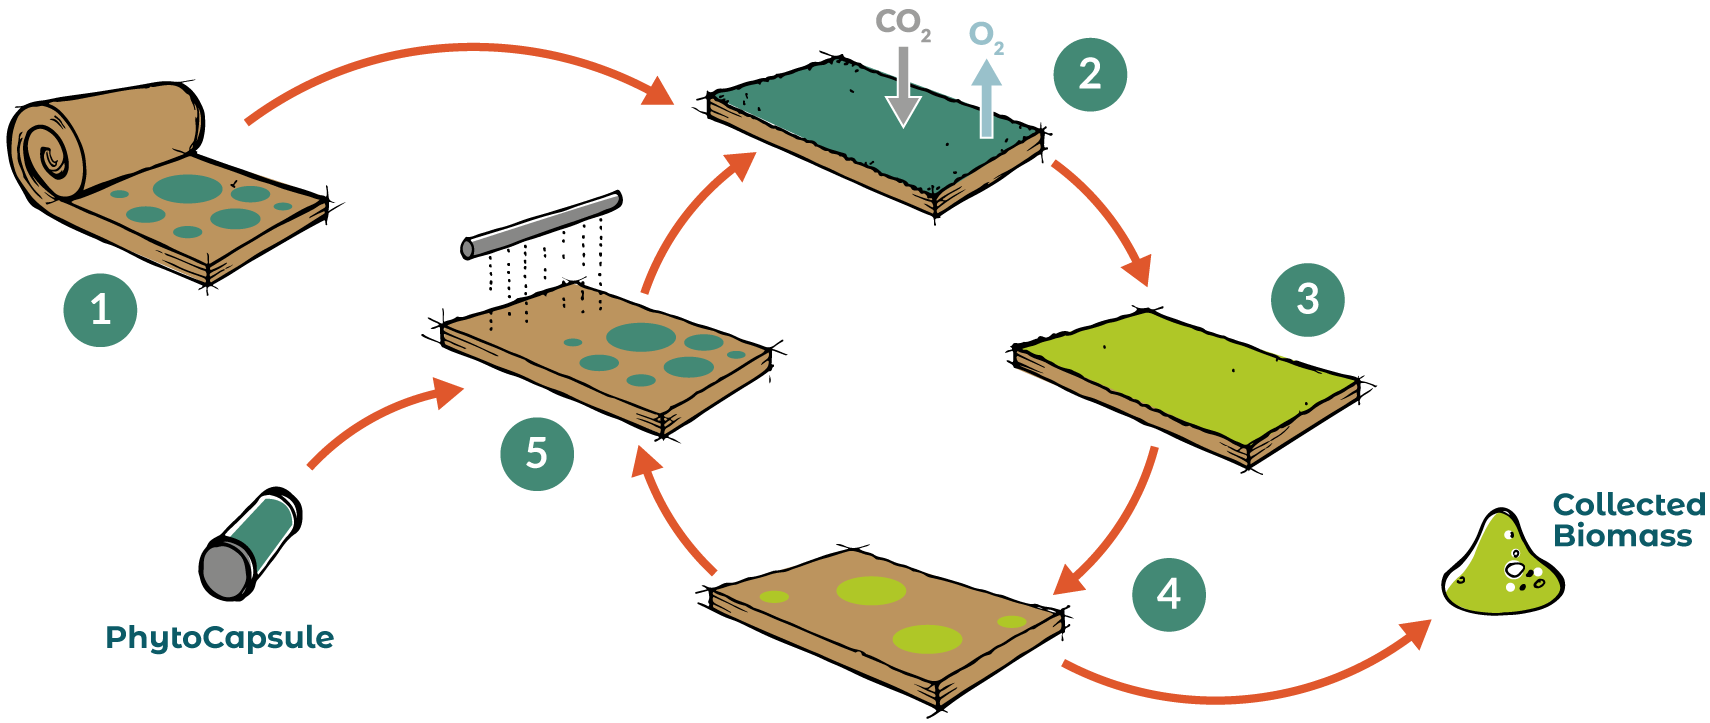 CO₂
O₂
2
1
3
5
4
PhytoCapsule
Collected
Biomass